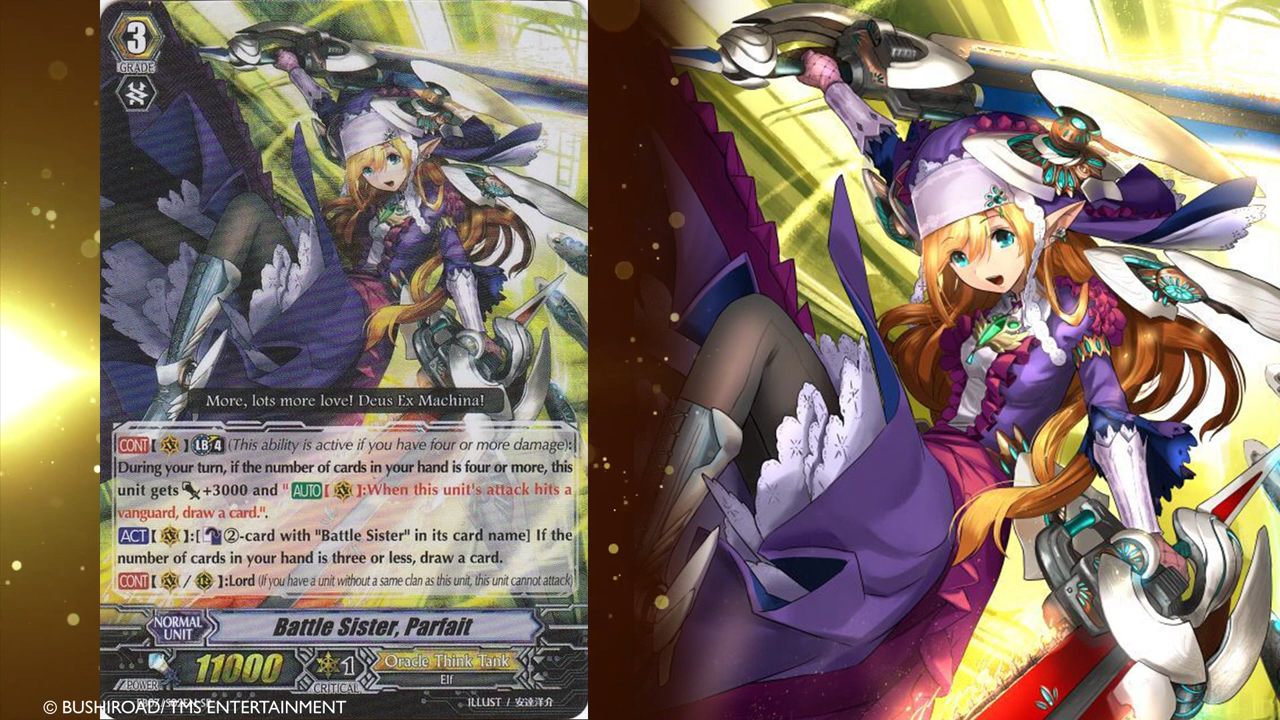 3
GRADE
More, lots more love! Deus Ex Machina!
CONT [ ] LB 4 (This ability is active if you have four or more damage):
During your turn, if the number of cards in your hand is four or more, this
unit gets +3000 and " AUTO [ ]:When this unit's attack hits a
vanguard, draw a card.".
ACT [ ]:[ ②-card with "Battle Sister" in its card name] If the
number of cards in your hand is three or less, draw a card.
CONT [ / ]:Lord (If you have a unit without a same clan as this unit, this unit cannot attack)
NORMAL
UNIT
Battle Sister, Parfait
POWER
11000
1
CRITICAL
Oracle Think Tank
Elf
ILLUST / 安達洋介
© BUSHIROAD/ TMS ENTERTAINMENT